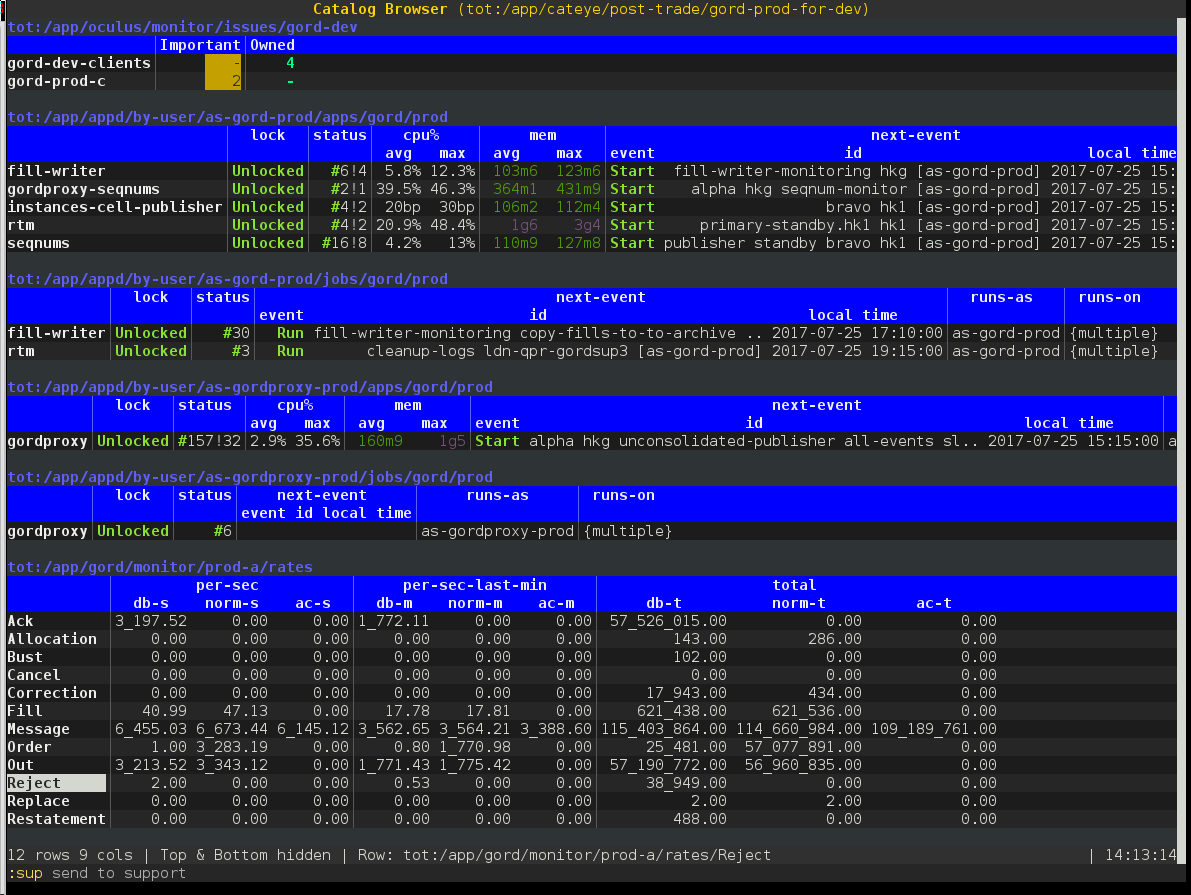 Catalog Browser (tot:/app/cateye/post-trade/gord-prod-for-dev)
tot:/app/oculus/monitor/issues/gord-dev
Important Owned
gord-dev-clients - 4
gord-prod-c 2 -
tot:/app/appd/by-user/as-gord-prod/apps/gord/prod
lock status cpu% mem next-event
avg max avg max event id local time
fill-writer Unlocked #6!4 5.8% 12.3% 103m6 123m6 Start fill-writer-monitoring hkg [as-gord-prod] 2017-07-25 15:
gordproxy-seqnums Unlocked #2!1 39.5% 46.3% 364m1 431m9 Start alpha hkg seqnum-monitor [as-gord-prod] 2017-07-25 15:
instances-cell-publisher Unlocked #4!2 20bp 30bp 106m2 112m4 Start bravo hk1 [as-gord-prod] 2017-07-25 15:
rtm Unlocked #4!2 20.9% 48.4% 1g6 3g4 Start primary-standby.hk1 hk1 [as-gord-prod] 2017-07-25 15:
seqnums Unlocked #16!8 4.2% 13% 110m9 127m8 Start publisher standby bravo hk1 [as-gord-prod] 2017-07-25 15:
tot:/app/appd/by-user/as-gord-prod/jobs/gord/prod
lock status next-event runs-as runs-on
event id local time
fill-writer Unlocked #30 Run fill-writer-monitoring copy-fills-to-to-archive .. 2017-07-25 17:10:00 as-gord-prod {multiple}
rtm Unlocked #3 Run cleanup-logs ldn-qpr-gordsup3 [as-gord-prod] 2017-07-25 19:15:00 as-gord-prod {multiple}
tot:/app/appd/by-user/as-gordproxy-prod/apps/gord/prod
lock status cpu% mem next-event
avg max avg max event id local time
gordproxy Unlocked #157!32 2.9% 35.6% 160m9 1g5 Start alpha hkg unconsolidated-publisher all-events sl.. 2017-07-25 15:15:00 a
tot:/app/appd/by-user/as-gordproxy-prod/jobs/gord/prod
lock status next-event runs-as runs-on
event id local time
gordproxy Unlocked #6 as-gordproxy-prod {multiple}
tot:/app/gord/monitor/prod-a/rates
per-sec per-sec-last-min total
db-s norm-s ac-s db-m norm-m ac-m db-t norm-t ac-t
Ack 3_197.52 0.00 0.00 1_772.11 0.00 0.00 57_526_015.00 0.00 0.00
Allocation 0.00 0.00 0.00 0.00 0.00 0.00 143.00 286.00 0.00
Bust 0.00 0.00 0.00 0.00 0.00 0.00 102.00 0.00 0.00
Cancel 0.00 0.00 0.00 0.00 0.00 0.00 0.00 0.00 0.00
Correction 0.00 0.00 0.00 0.00 0.00 0.00 17_943.00 434.00 0.00
Fill 40.99 47.13 0.00 17.78 17.81 0.00 621_438.00 621_536.00 0.00
Message 6_455.03 6_673.44 6_145.12 3_562.65 3_564.21 3_388.60 115_403_864.00 114_660_984.00 109_189_761.00
Order 1.00 3_283.19 0.00 0.80 1_770.98 0.00 25_481.00 57_077_891.00 0.00
Out 3_213.52 3_343.12 0.00 1_771.43 1_775.42 0.00 57_190_772.00 56_960_835.00 0.00
Reject 2.00 0.00 0.00 0.53 0.00 0.00 38_949.00 0.00 0.00
Replace 0.00 0.00 0.00 0.00 0.00 0.00 2.00 2.00 0.00
Restatement 0.00 0.00 0.00 0.00 0.00 0.00 488.00 0.00 0.00
12 rows 9 cols | Top & Bottom hidden | Row: tot:/app/gord/monitor/prod-a/rates/Reject | 14:13:14
:sup send to support